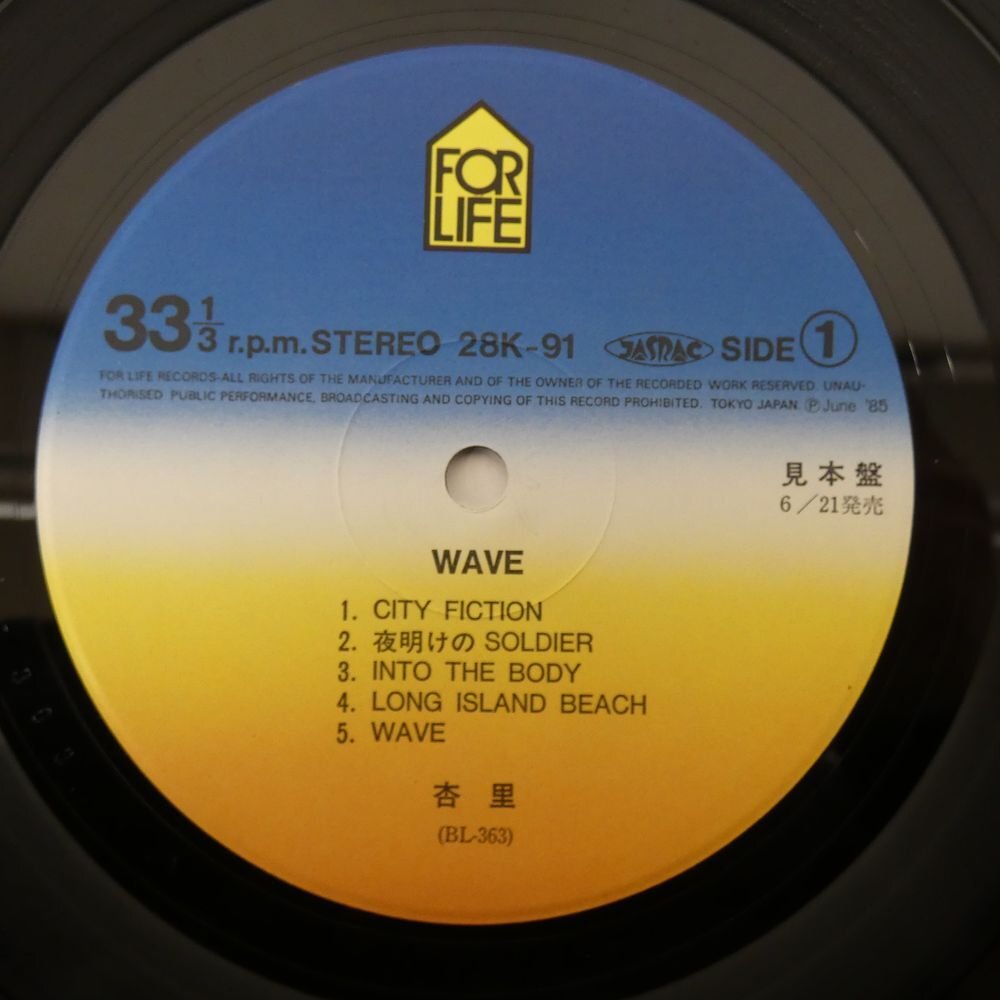 FOR
LIFE
33 1/3 r.p.m. STEREO 28K-91 JASRAC SIDE 1
FOR LIFE RECORDS-ALL RIGHTS OF THE MANUFACTURER AND OF THE OWNER OF THE RECORDED WORK RESERVED. UNAU-
THORISED PUBLIC PERFORMANCE, BROADCASTING AND COPYING OF THIS RECORD PROHIBITED. TOKYO JAPAN. Ⓟ June '85
見本盤
6/21発売
WAVE
1. CITY FICTION
2. 夜明けの SOLDIER
3. INTO THE BODY
4. LONG ISLAND BEACH
5. WAVE
杏里
(BL-363)